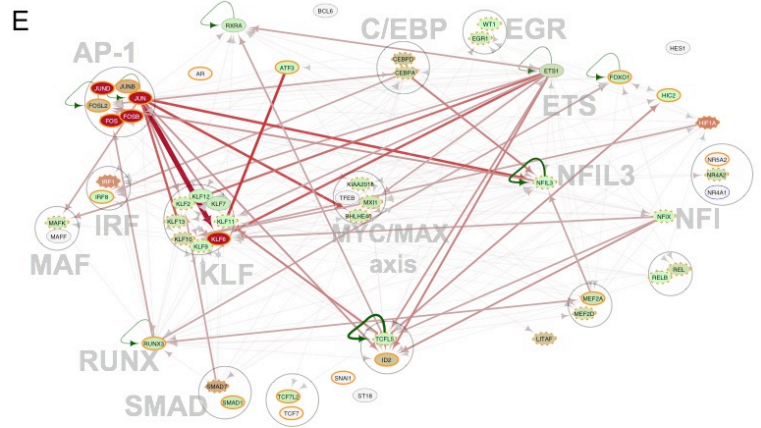 E
BCL6
RXRA
C/EBP
WT1
EGR1
EGR
HES1
AP-1
AR
ATF3
CEBPD
CEBPA
ETS1
ETS
FOXO1
HIC2
JUND
JUNB
JUN
FOSL2
FOS
FOSB
HIF1A
IRF1
IRF8
IRF
KLF12
KLF2
KLF7
KLF13
KLF11
KLF10
KLF9
KLF6
KLF
KIAA2018
TFEB
MXI1
BHLHE40
MYC/MAX
axis
NFIL3
NFIL3
NR5A2
NR4A2
NR4A1
MAFK
MAFF
MAF
NFIX
NFI
RELB
REL
MEF2A
MEF2D
RUNX3
RUNX
TCFL5
ID2
LITAF
SMAD7
SMAD1
SMAD
TCF7L2
TCF7
SNAI1
ST18